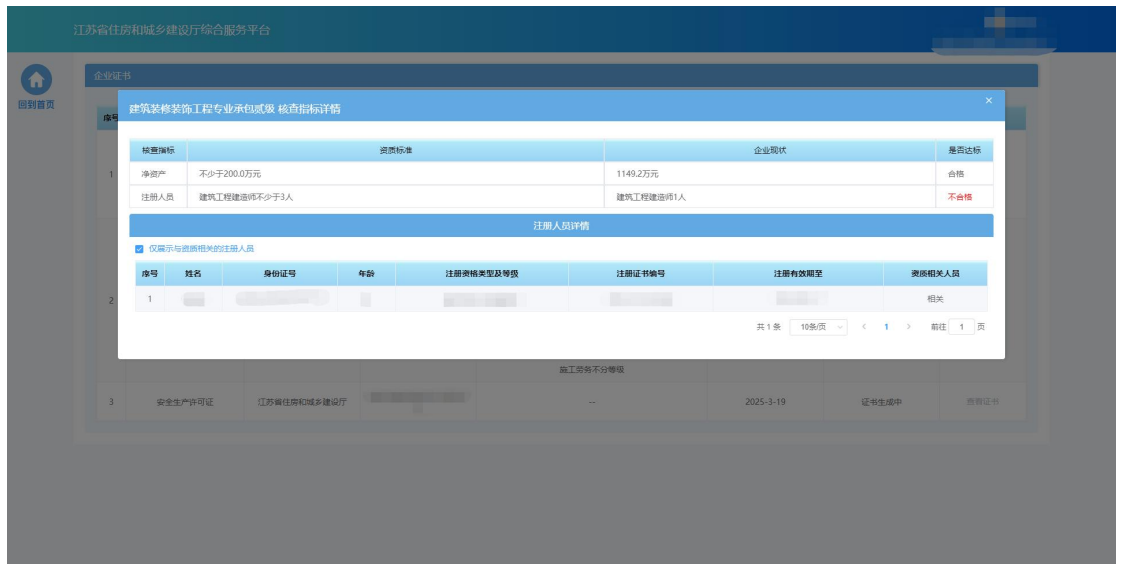 江苏省住房和城乡建设厅综合服务平台
回到首页
企业证书
序号
建筑装修装饰工程专业承包贰级 核查指标详情
×
核查指标 资质标准 企业现状 是否达标
净资产 不少于200.0万元 1149.2万元 合格
注册人员 建筑工程建造师不少于3人 建筑工程建造师1人 不合格
注册人员详情
仅展示与资质相关的注册人员
序号 姓名 身份证号 年龄 注册资格类型及等级 注册证书编号 注册有效期至 资质相关人员
1 相关
共 1 条 10条/页 < 1 > 前往 1 页
1
2
施工劳务不分等级
3 安全生产许可证 江苏省住房和城乡建设厅 -- 2025-3-19 证书生成中 查看证书